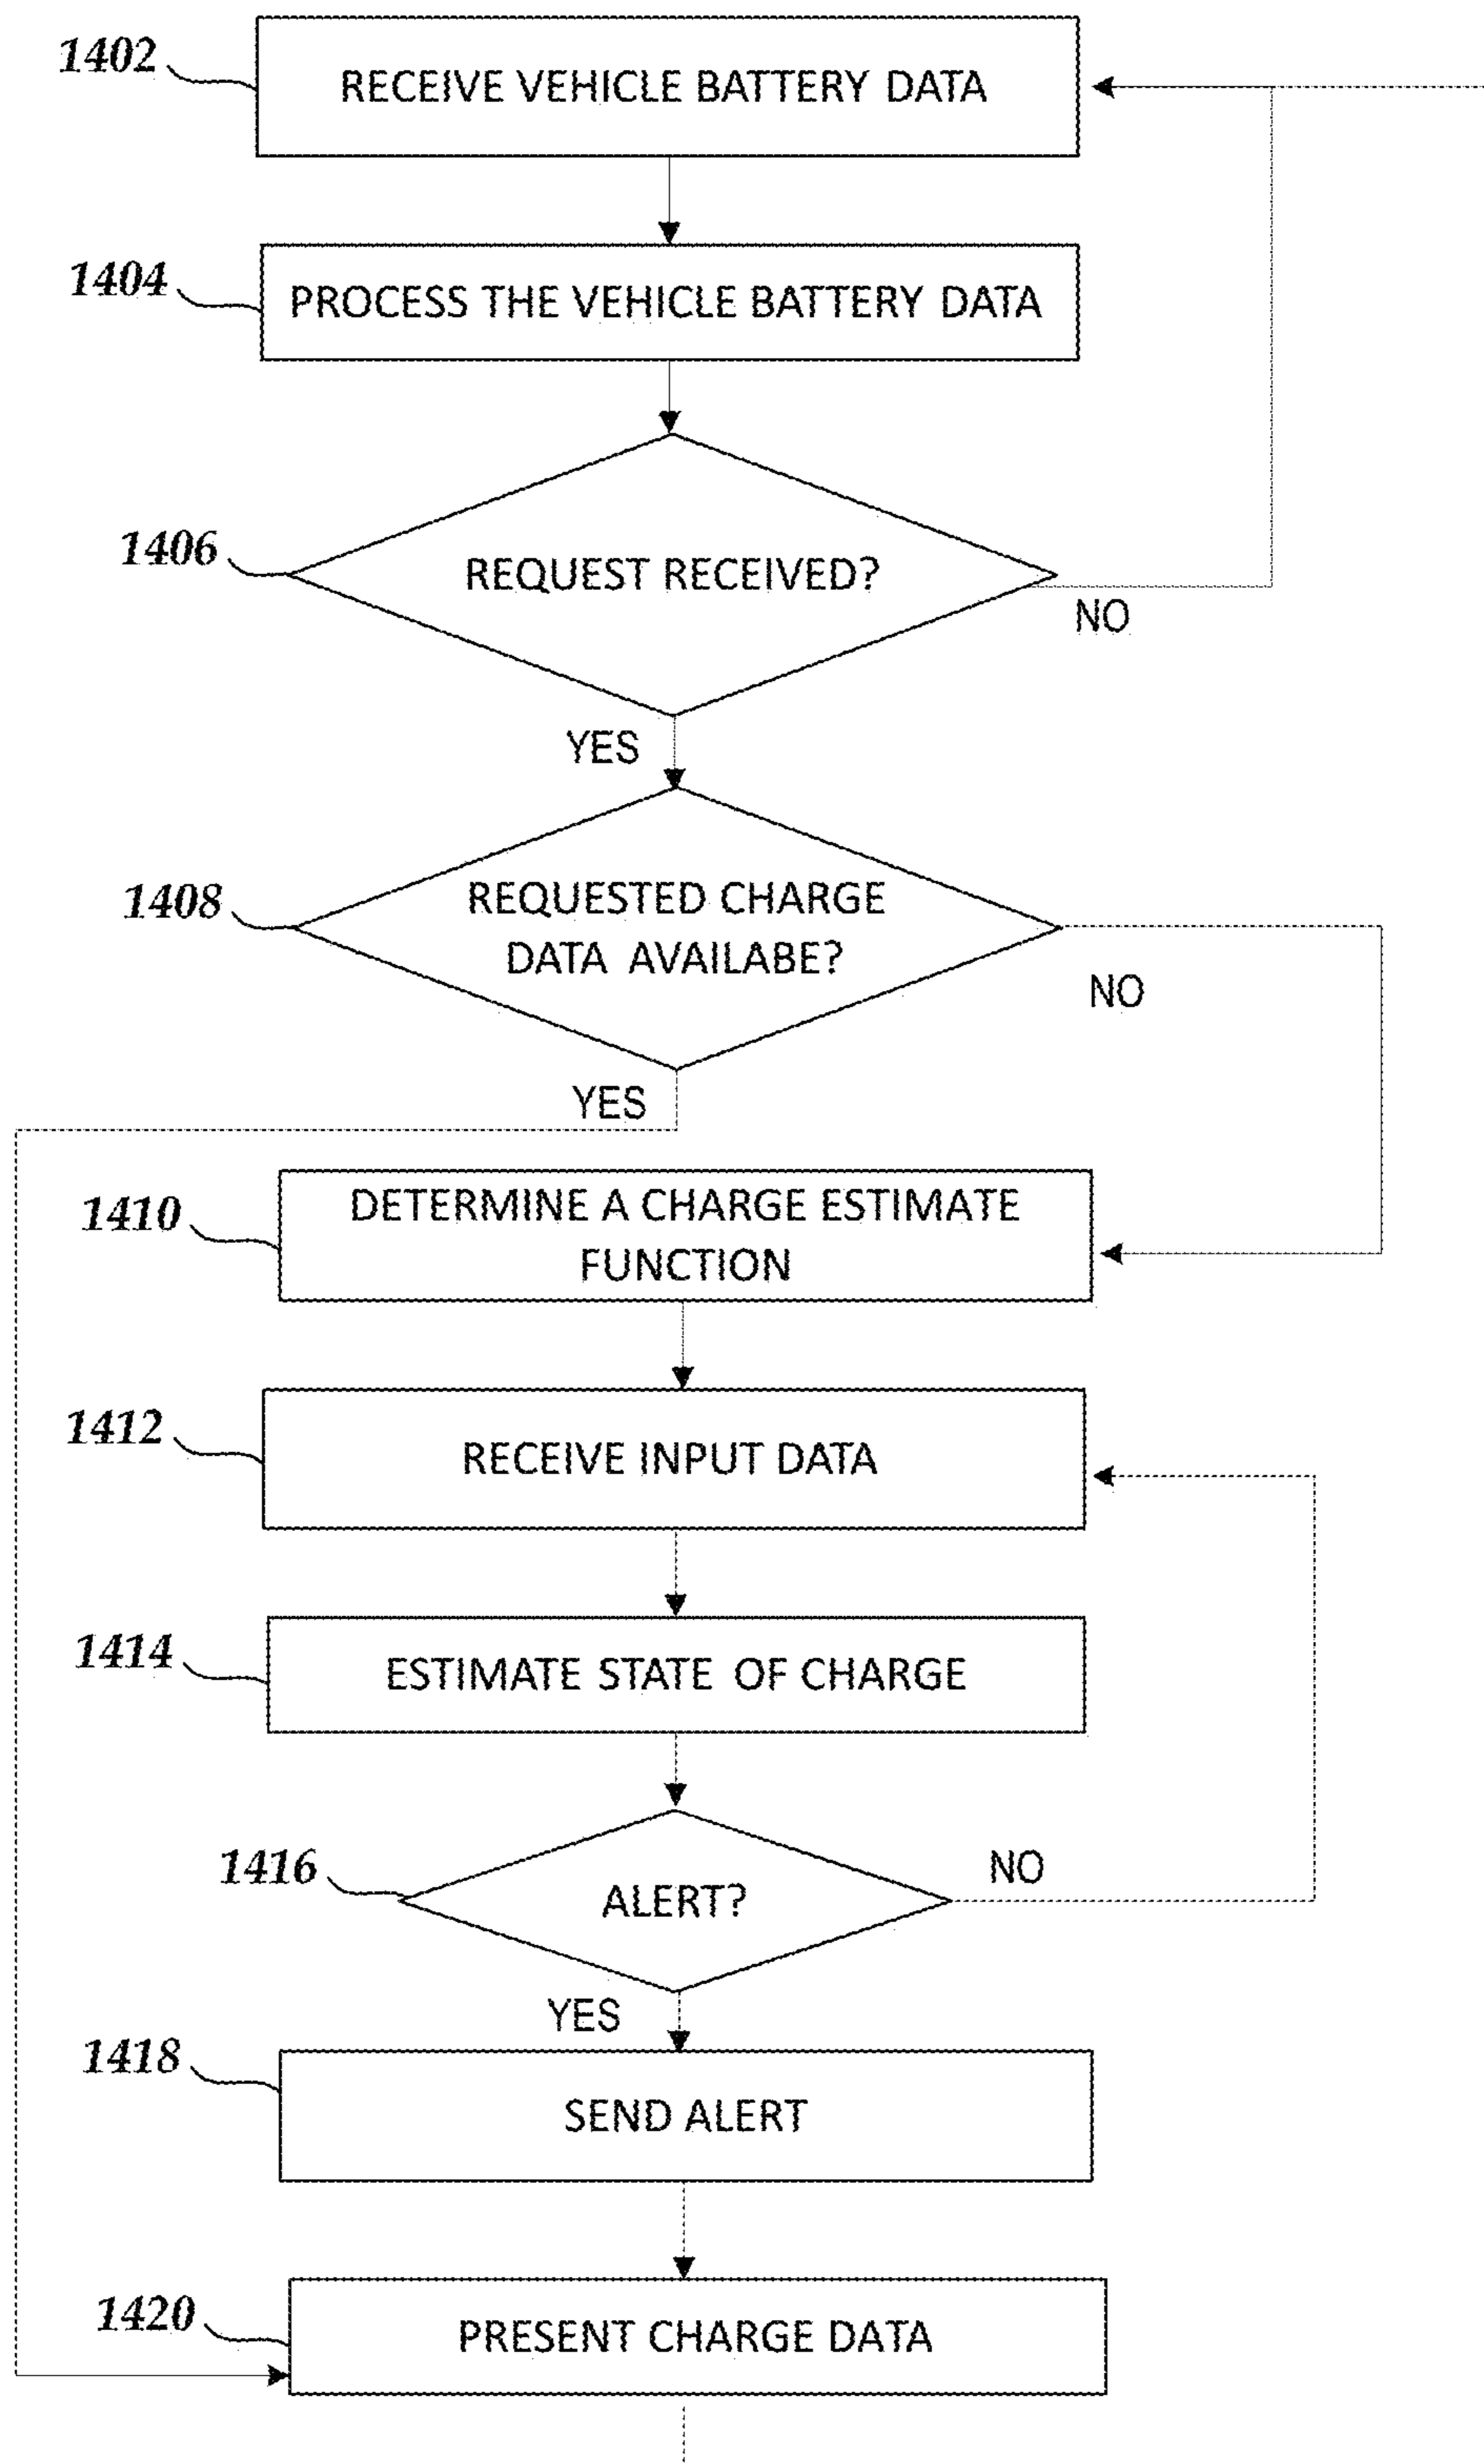 1402
RECEIVE VEHICLE BATTERY DATA
1404
PROCESS THE VEHICLE BATTERY DATA
1406
REQUEST RECEIVED?
NO
YES
1408
REQUESTED CHARGE
DATA AVAILABE?
NO
YES
1410
DETERMINE A CHARGE ESTIMATE
FUNCTION
1412
RECEIVE INPUT DATA
1414
ESTIMATE STATE OF CHARGE
1416
ALERT?
NO
YES
1418
SEND ALERT
1420
PRESENT CHARGE DATA